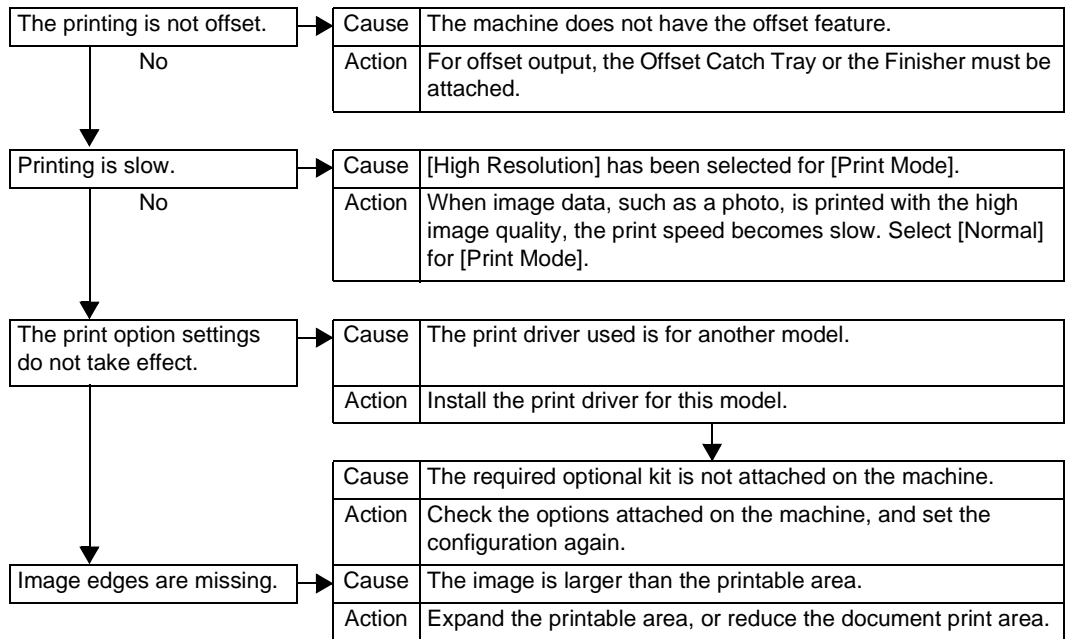 The printing is not offset.
Cause The machine does not have the offset feature.
No
Action For offset output, the Offset Catch Tray or the Finisher must be
attached.
Printing is slow.
Cause [High Resolution] has been selected for [Print Mode].
No
Action When image data, such as a photo, is printed with the high
image quality, the print speed becomes slow. Select [Normal]
for [Print Mode].
The print option settings
do not take effect.
Cause The print driver used is for another model.
Action Install the print driver for this model.
Cause The required optional kit is not attached on the machine.
Action Check the options attached on the machine, and set the
configuration again.
Image edges are missing.
Cause The image is larger than the printable area.
Action Expand the printable area, or reduce the document print area.